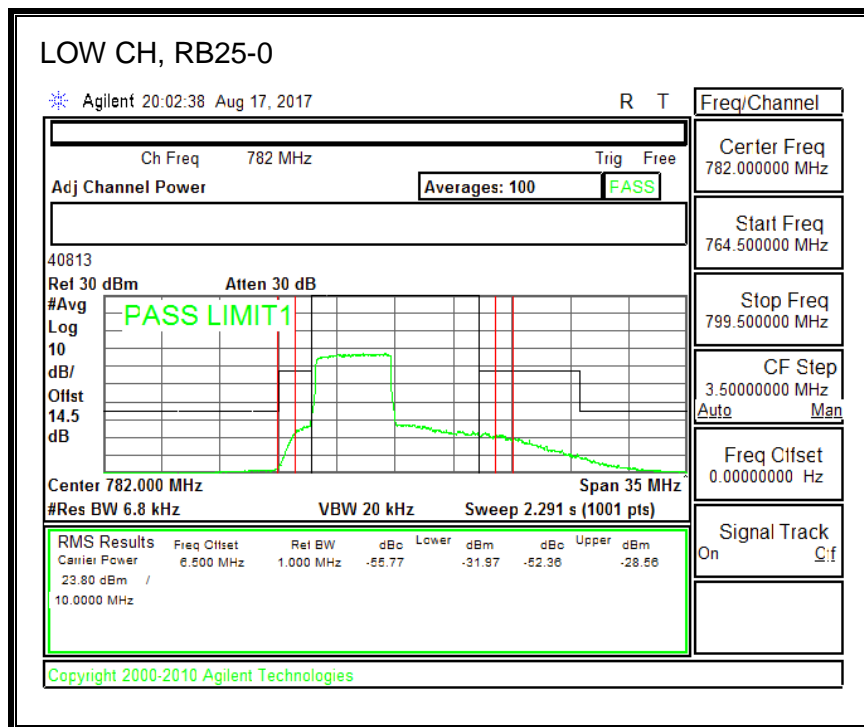 LOW CH, RB25-0
Agilent 20:02:38 Aug 17, 2017 R T
Freq/Channel
Ch Freq 782 MHz Trig Free
Adj Channel Power Averages: 100 PASS
Center Freq
782.000000 MHz
Start Freq
764.500000 MHz
Stop Freq
799.500000 MHz
CF Step
3.50000000 MHz
Auto Man
Freq Offset
0.00000000 Hz
Signal Track
On Off
40813
Ref 30 dBm Atten 30 dB
#Avg
Log
10
dB/
Offst
14.5
dB
PASS LIMIT1
Center 782.000 MHz Span 35 MHz
#Res BW 6.8 kHz VBW 20 kHz Sweep 2.291 s (1001 pts)
RMS Results Freq Offset Ref BW dBc Lower dBm dBc Upper dBm
Carrier Power 6.500 MHz 1.000 MHz -55.77 -31.97 -52.36 -28.56
23.80 dBm /
10.0000 MHz
Copyright 2000-2010 Agilent Technologies